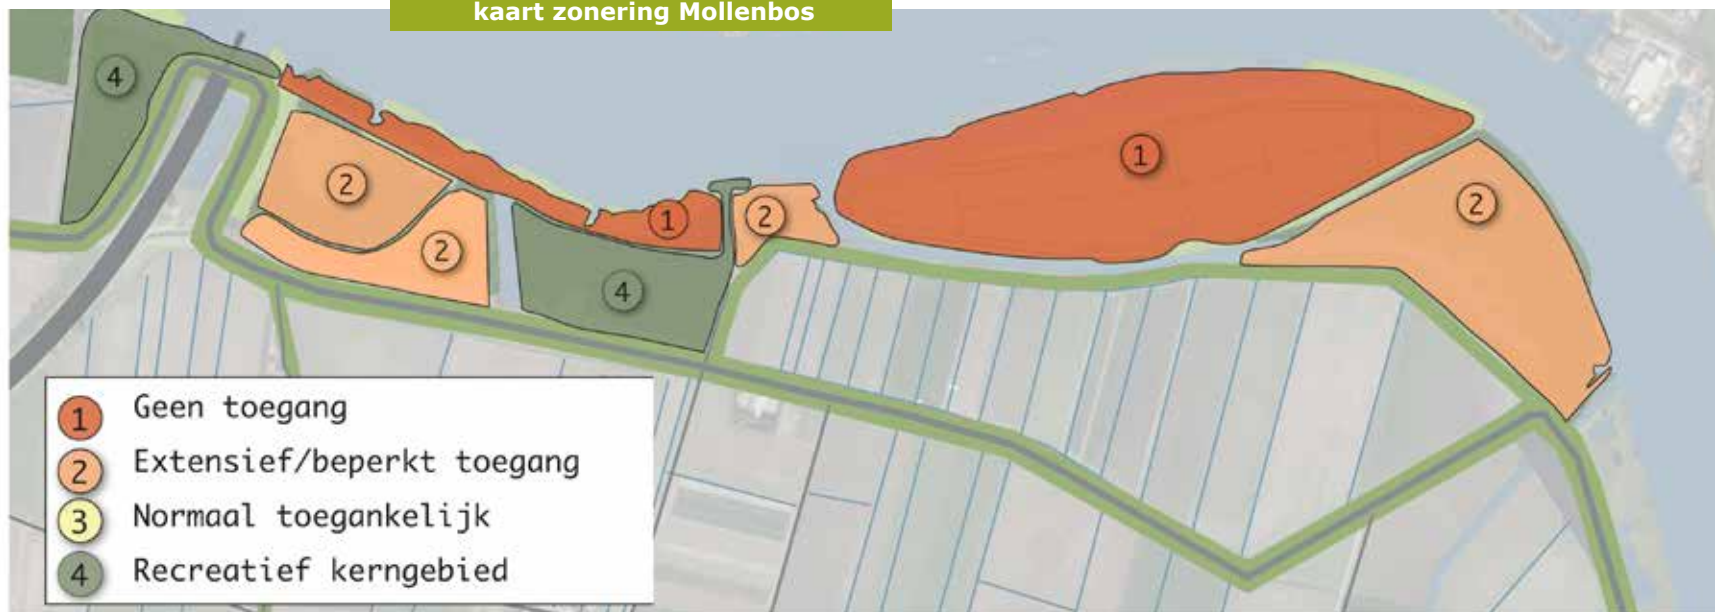 kaart zonering Mollenbos
4
1
2
2
2
1
2
4
1 Geen toegang
2 Extensief/beperkt toegang
3 Normaal toegankelijk
4 Recreatief kerngebied